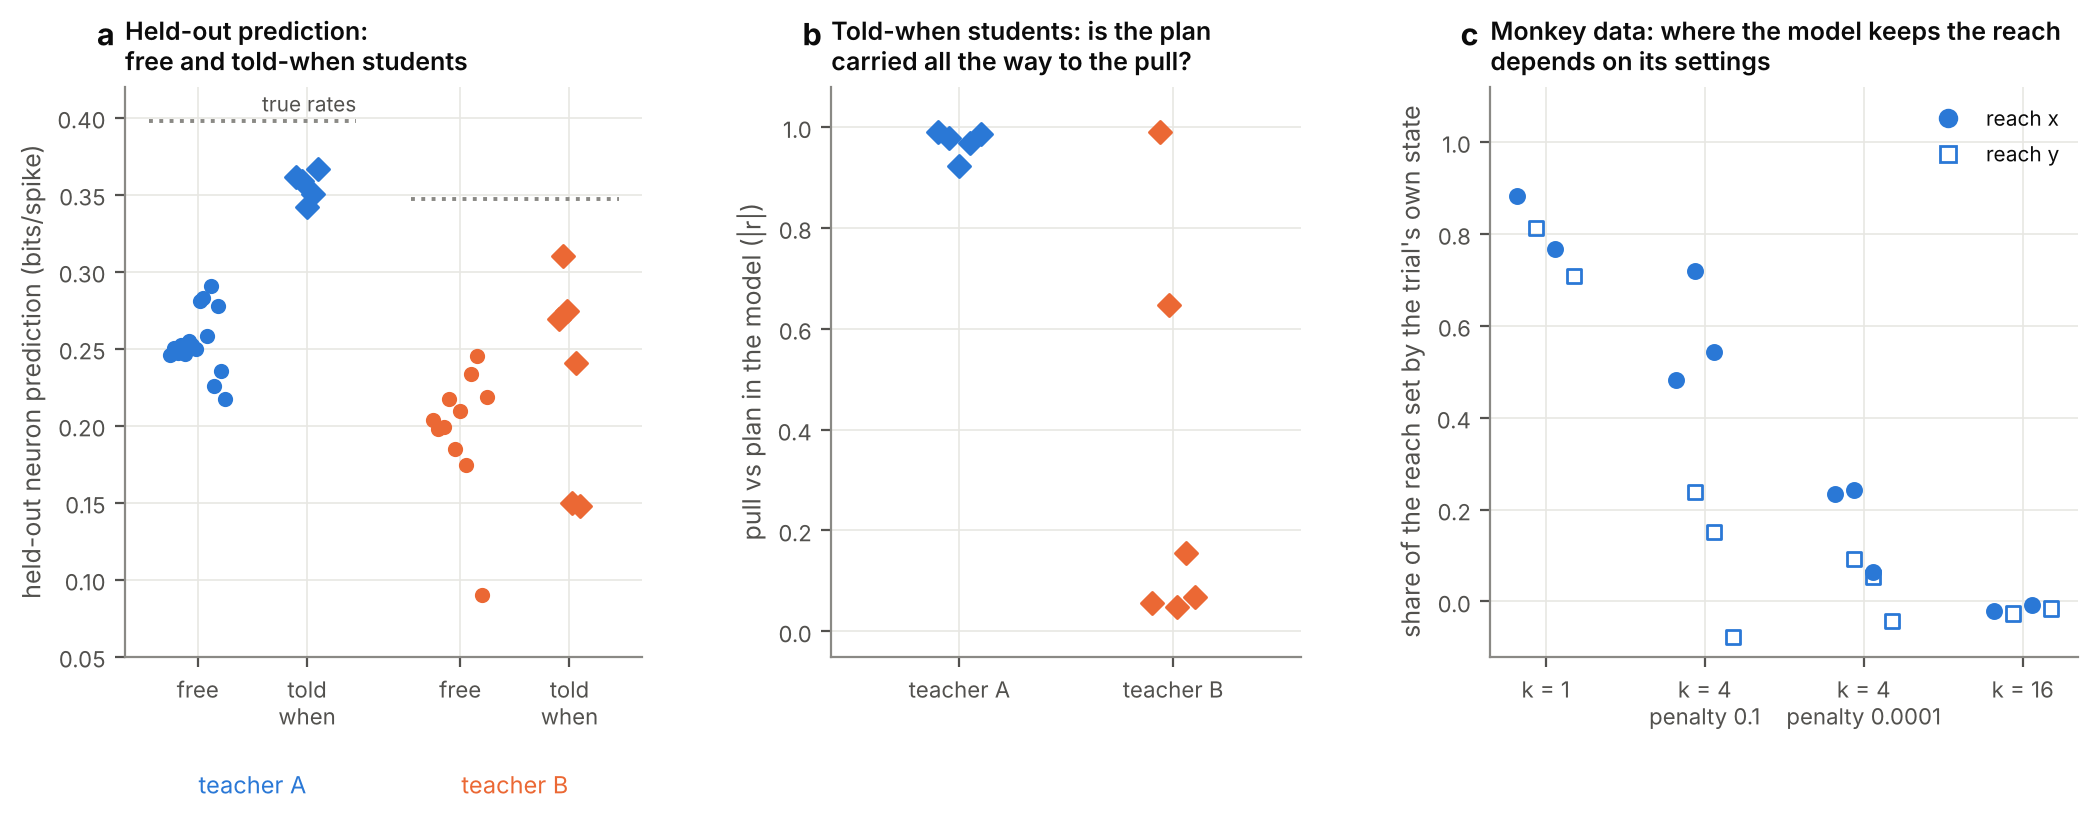 a Held-out prediction:
free and told-when students
true rates
held-out neuron prediction (bits/spike)
0.40
0.35
0.30
0.25
0.20
0.15
0.10
0.05
free
told
when
free
told
when
teacher A
teacher B
b Told-when students: is the plan
carried all the way to the pull?
pull vs plan in the model (|r|)
1.0
0.8
0.6
0.4
0.2
0.0
teacher A
teacher B
c Monkey data: where the model keeps the reach
depends on its settings
share of the reach set by the trial's own state
1.0
0.8
0.6
0.4
0.2
0.0
reach x
reach y
k = 1
k = 4
penalty 0.1
k = 4
penalty 0.0001
k = 16